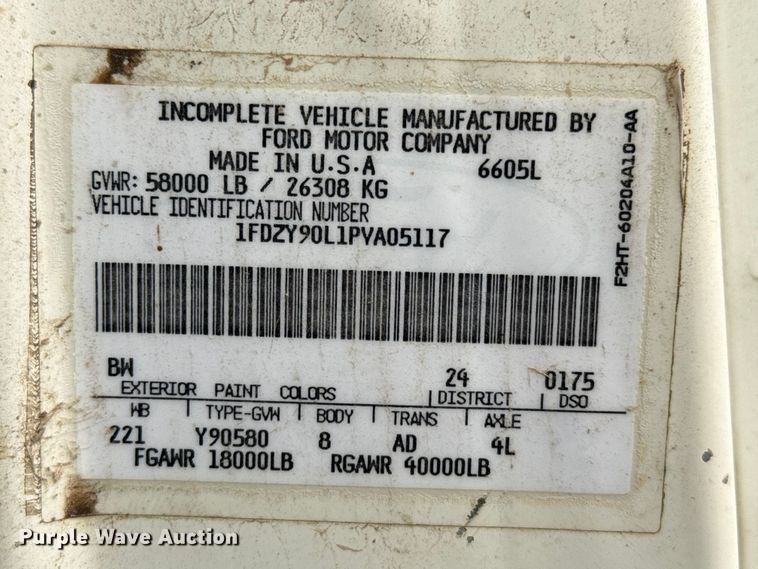 INCOMPLETE VEHICLE MANUFACTURED BY
FORD MOTOR COMPANY
MADE IN U.S.A 6605L
GVWR: 58000 LB / 26308 KG
VEHICLE IDENTIFICATION NUMBER
1FDZY90L1PVA05117
F2HT-60204A10-AA
BW 24 0175
EXTERIOR PAINT COLORS | DISTRICT | DSO
WB | TYPE-GVW | BODY | TRANS | AXLE
221 Y90580 8 AD 4L
FGAWR 18000LB RGAWR 40000LB
Purple Wave Auction